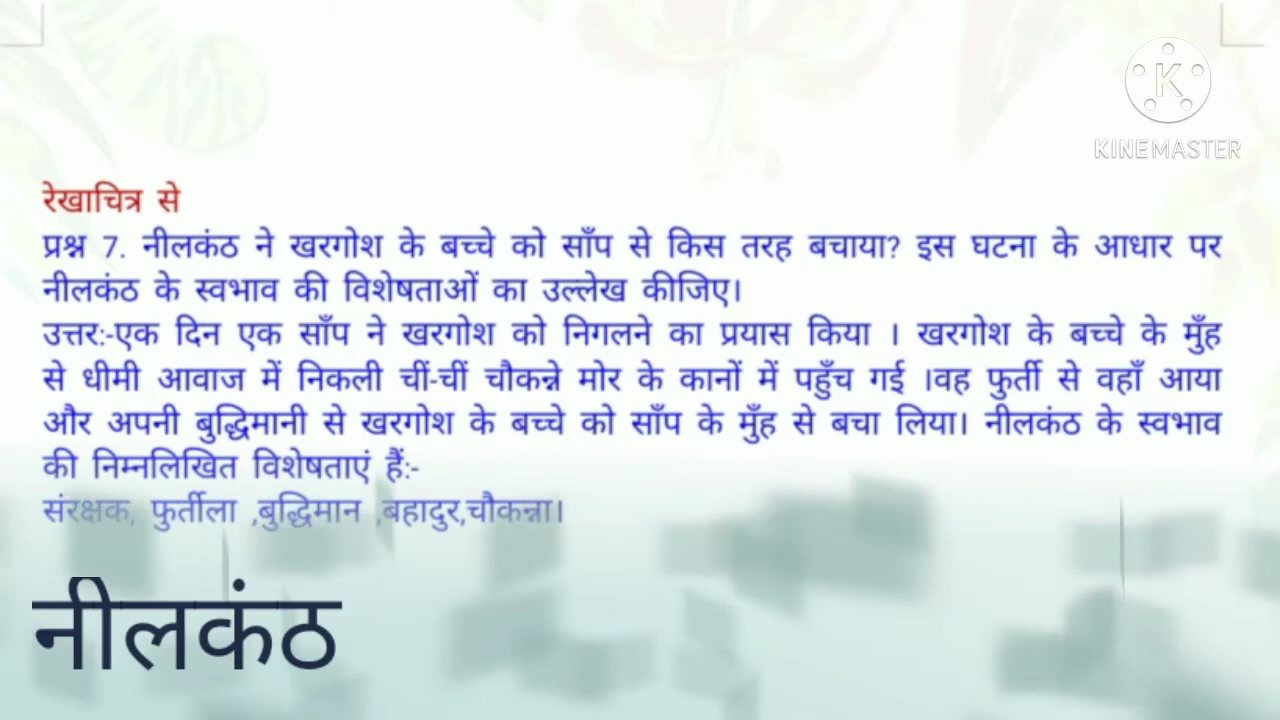 KINEMASTER
रेखाचित्र से
प्रश्न 7. नीलकंठ ने खरगोश के बच्चे को साँप से किस तरह बचाया? इस घटना के आधार पर
नीलकंठ के स्वभाव की विशेषताओं का उल्लेख कीजिए।
उत्तर:-एक दिन एक साँप ने खरगोश को निगलने का प्रयास किया । खरगोश के बच्चे के मुँह
से धीमी आवाज में निकली चीं-चीं चौकन्ने मोर के कानों में पहुँच गई ।वह फुर्ती से वहाँ आया
और अपनी बुद्धिमानी से खरगोश के बच्चे को साँप के मुँह से बचा लिया। नीलकंठ के स्वभाव
की निम्नलिखित विशेषताएं हैं:-
संरक्षक, फुर्तीला ,बुद्धिमान ,बहादुर,चौकन्ना।
नीलकंठ